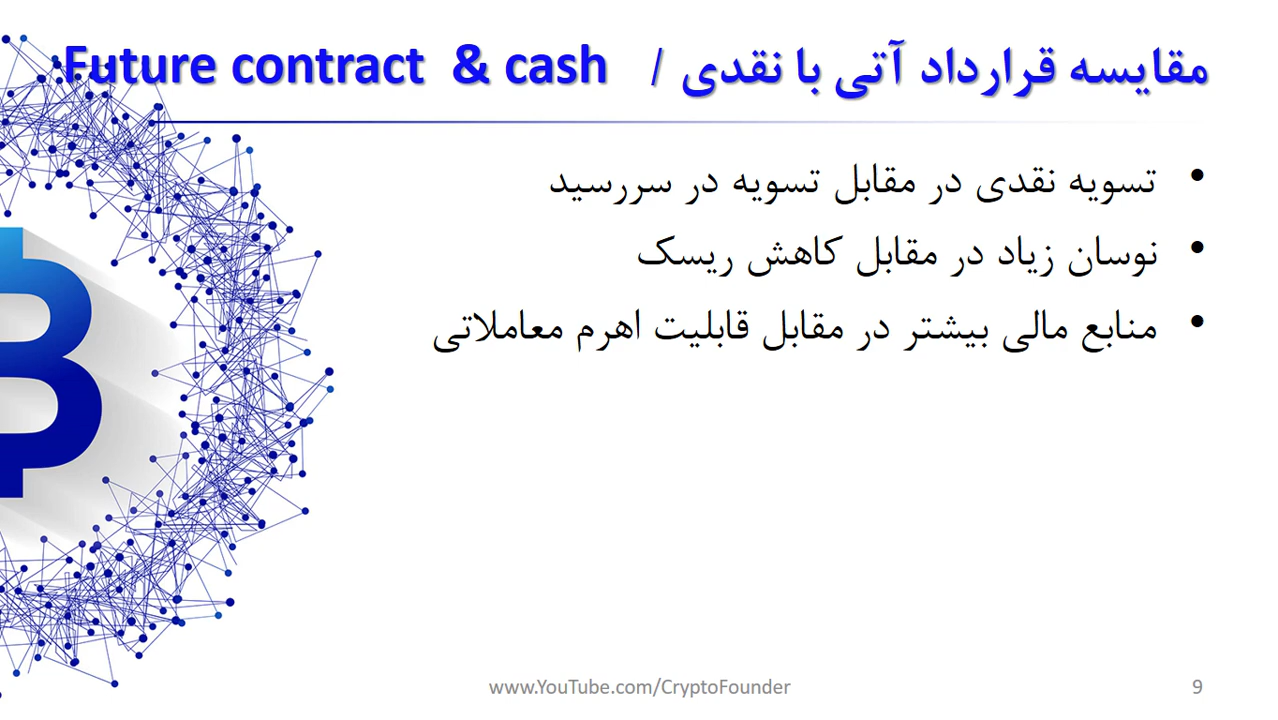 مقایسه قرارداد آتی با نقدی / Future contract & cash
• تسویه نقدی در مقابل تسویه در سررسید
• نوسان زیاد در مقابل کاهش ریسک
• منابع مالی بیشتر در مقابل قابلیت اهرم معاملاتی
www.YouTube.com/CryptoFounder
9